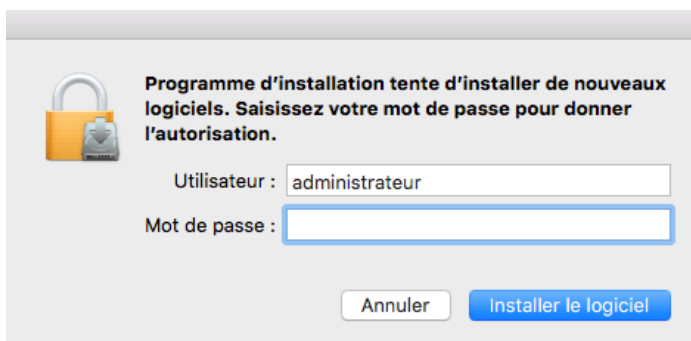 Programme d’installation tente d’installer de nouveaux
logiciels. Saisissez votre mot de passe pour donner
l’autorisation.
Utilisateur : administrateur
Mot de passe :
Annuler Installer le logiciel